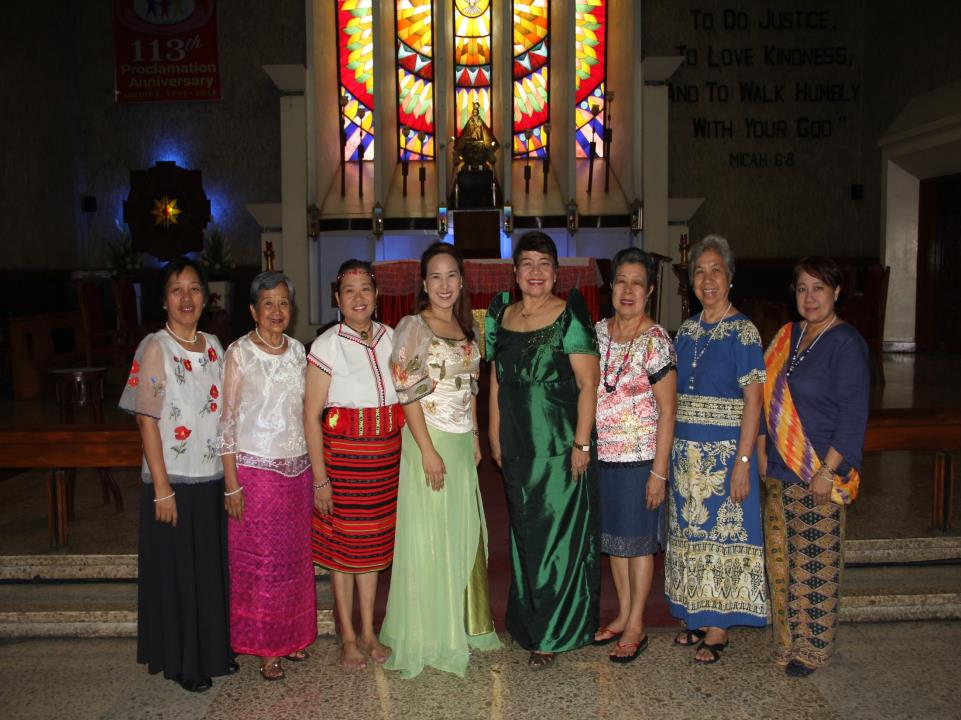 113th
Proclamation
Anniversary
TO DO JUSTICE,
TO LOVE KINDNESS,
AND TO WALK HUMBLY
WITH YOUR GOD"
MICAH 6:8